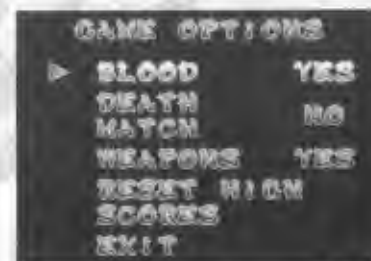 GAME OPTIONS
BLOOD YES
DEATH
MATCH NO
WEAPONS YES
RESET HIGH
SCORES
EXIT